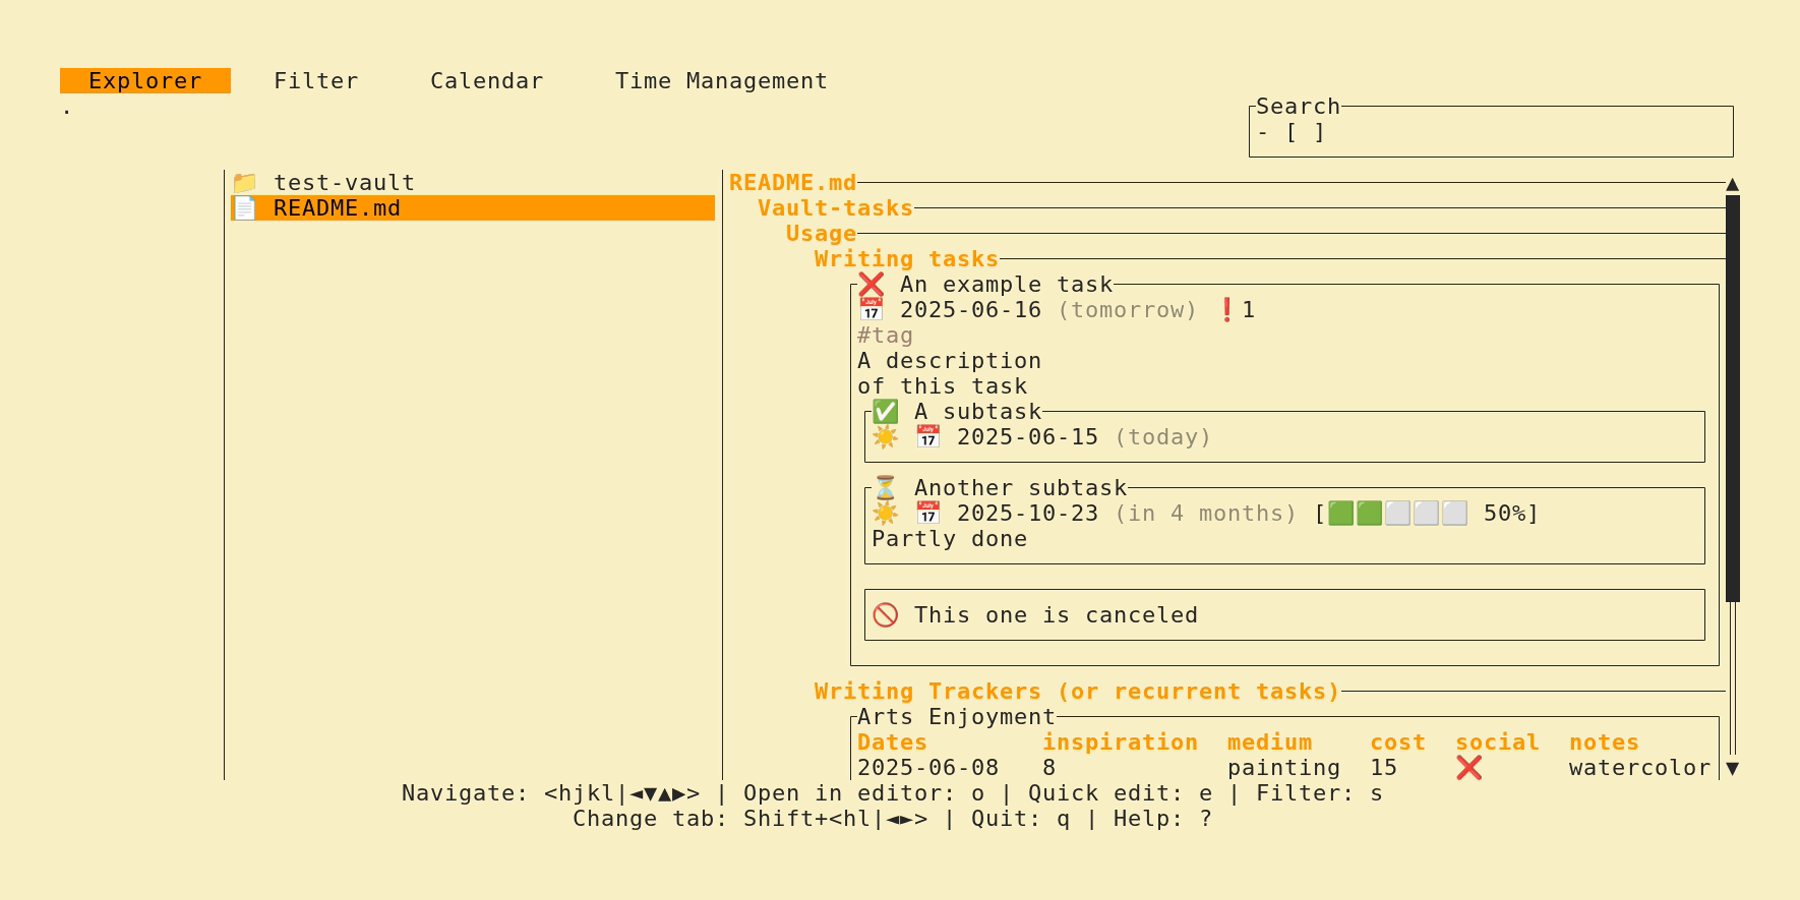 Explorer Filter Calendar Time Management
.
Search
- [ ]
📁 test-vault
📄 README.md
README.md
Vault-tasks
Usage
Writing tasks
❌ An example task
📅 2025-06-16 (tomorrow) ❗1
#tag
A description
of this task
✅ A subtask
☀️ 📅 2025-06-15 (today)
⏳ Another subtask
☀️ 📅 2025-10-23 (in 4 months) [🟩🟩⬜⬜⬜ 50%]
Partly done
🚫 This one is canceled
Writing Trackers (or recurrent tasks)
Arts Enjoyment
Dates inspiration medium cost social notes
2025-06-08 8 painting 15 ❌ watercolor
Navigate: <hjkl|◄▼▲►> | Open in editor: o | Quick edit: e | Filter: s
Change tab: Shift+<hl|◄►> | Quit: q | Help: ?